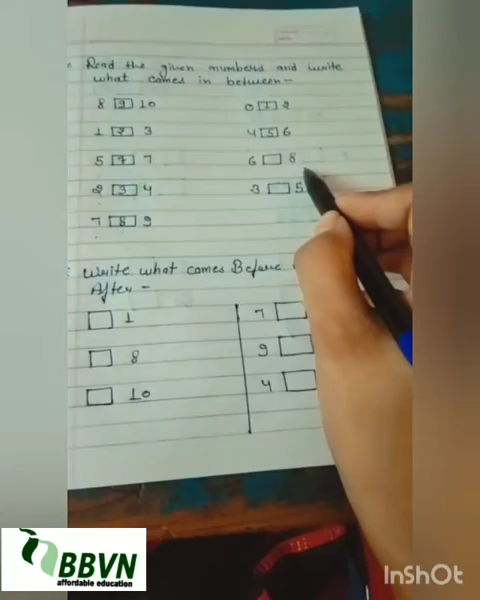 Read the given numbers and write
what comes in between-
8 9 10 0 1 2
1 2 3 4 5 6
5 7 7 6 8
2 3 4 3 5
7 8 9
Write what comes Before
After-
1 7
8 9
10 4
BBVN
affordable education
InShOt